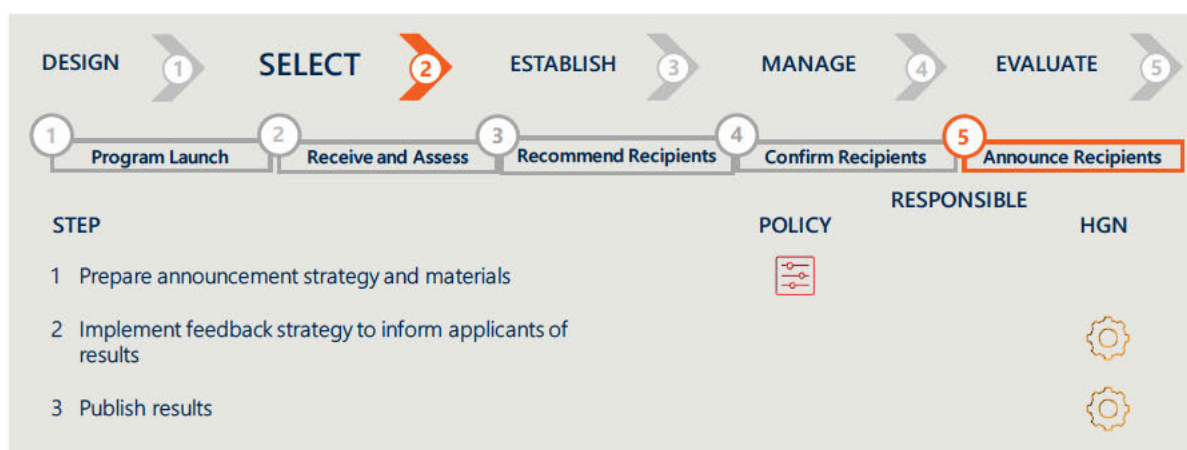 DESIGN 1 SELECT 2 ESTABLISH 3 MANAGE 4 EVALUATE 5
1 Program Launch 2 Receive and Assess 3 Recommend Recipients 4 Confirm Recipients 5 Announce Recipients
RESPONSIBLE
STEP POLICY HGN
1 Prepare announcement strategy and materials
2 Implement feedback strategy to inform applicants of
results
3 Publish results